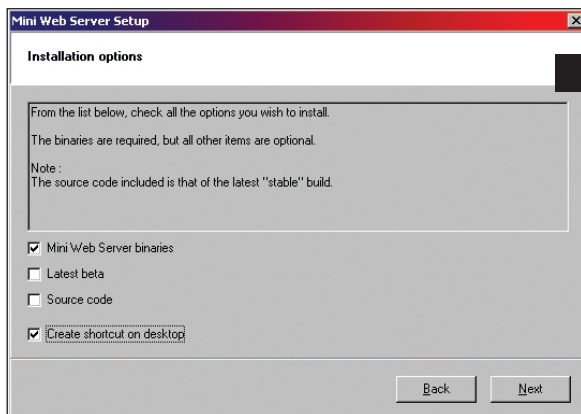 Mini Web Server Setup
Installation options
From the list below, check all the options you wish to install.
The binaries are required, but all other items are optional.
Note :
The source code included is that of the latest "stable" build.
Mini Web Server binaries
Latest beta
Source code
Create shortcut on desktop
Back
Next